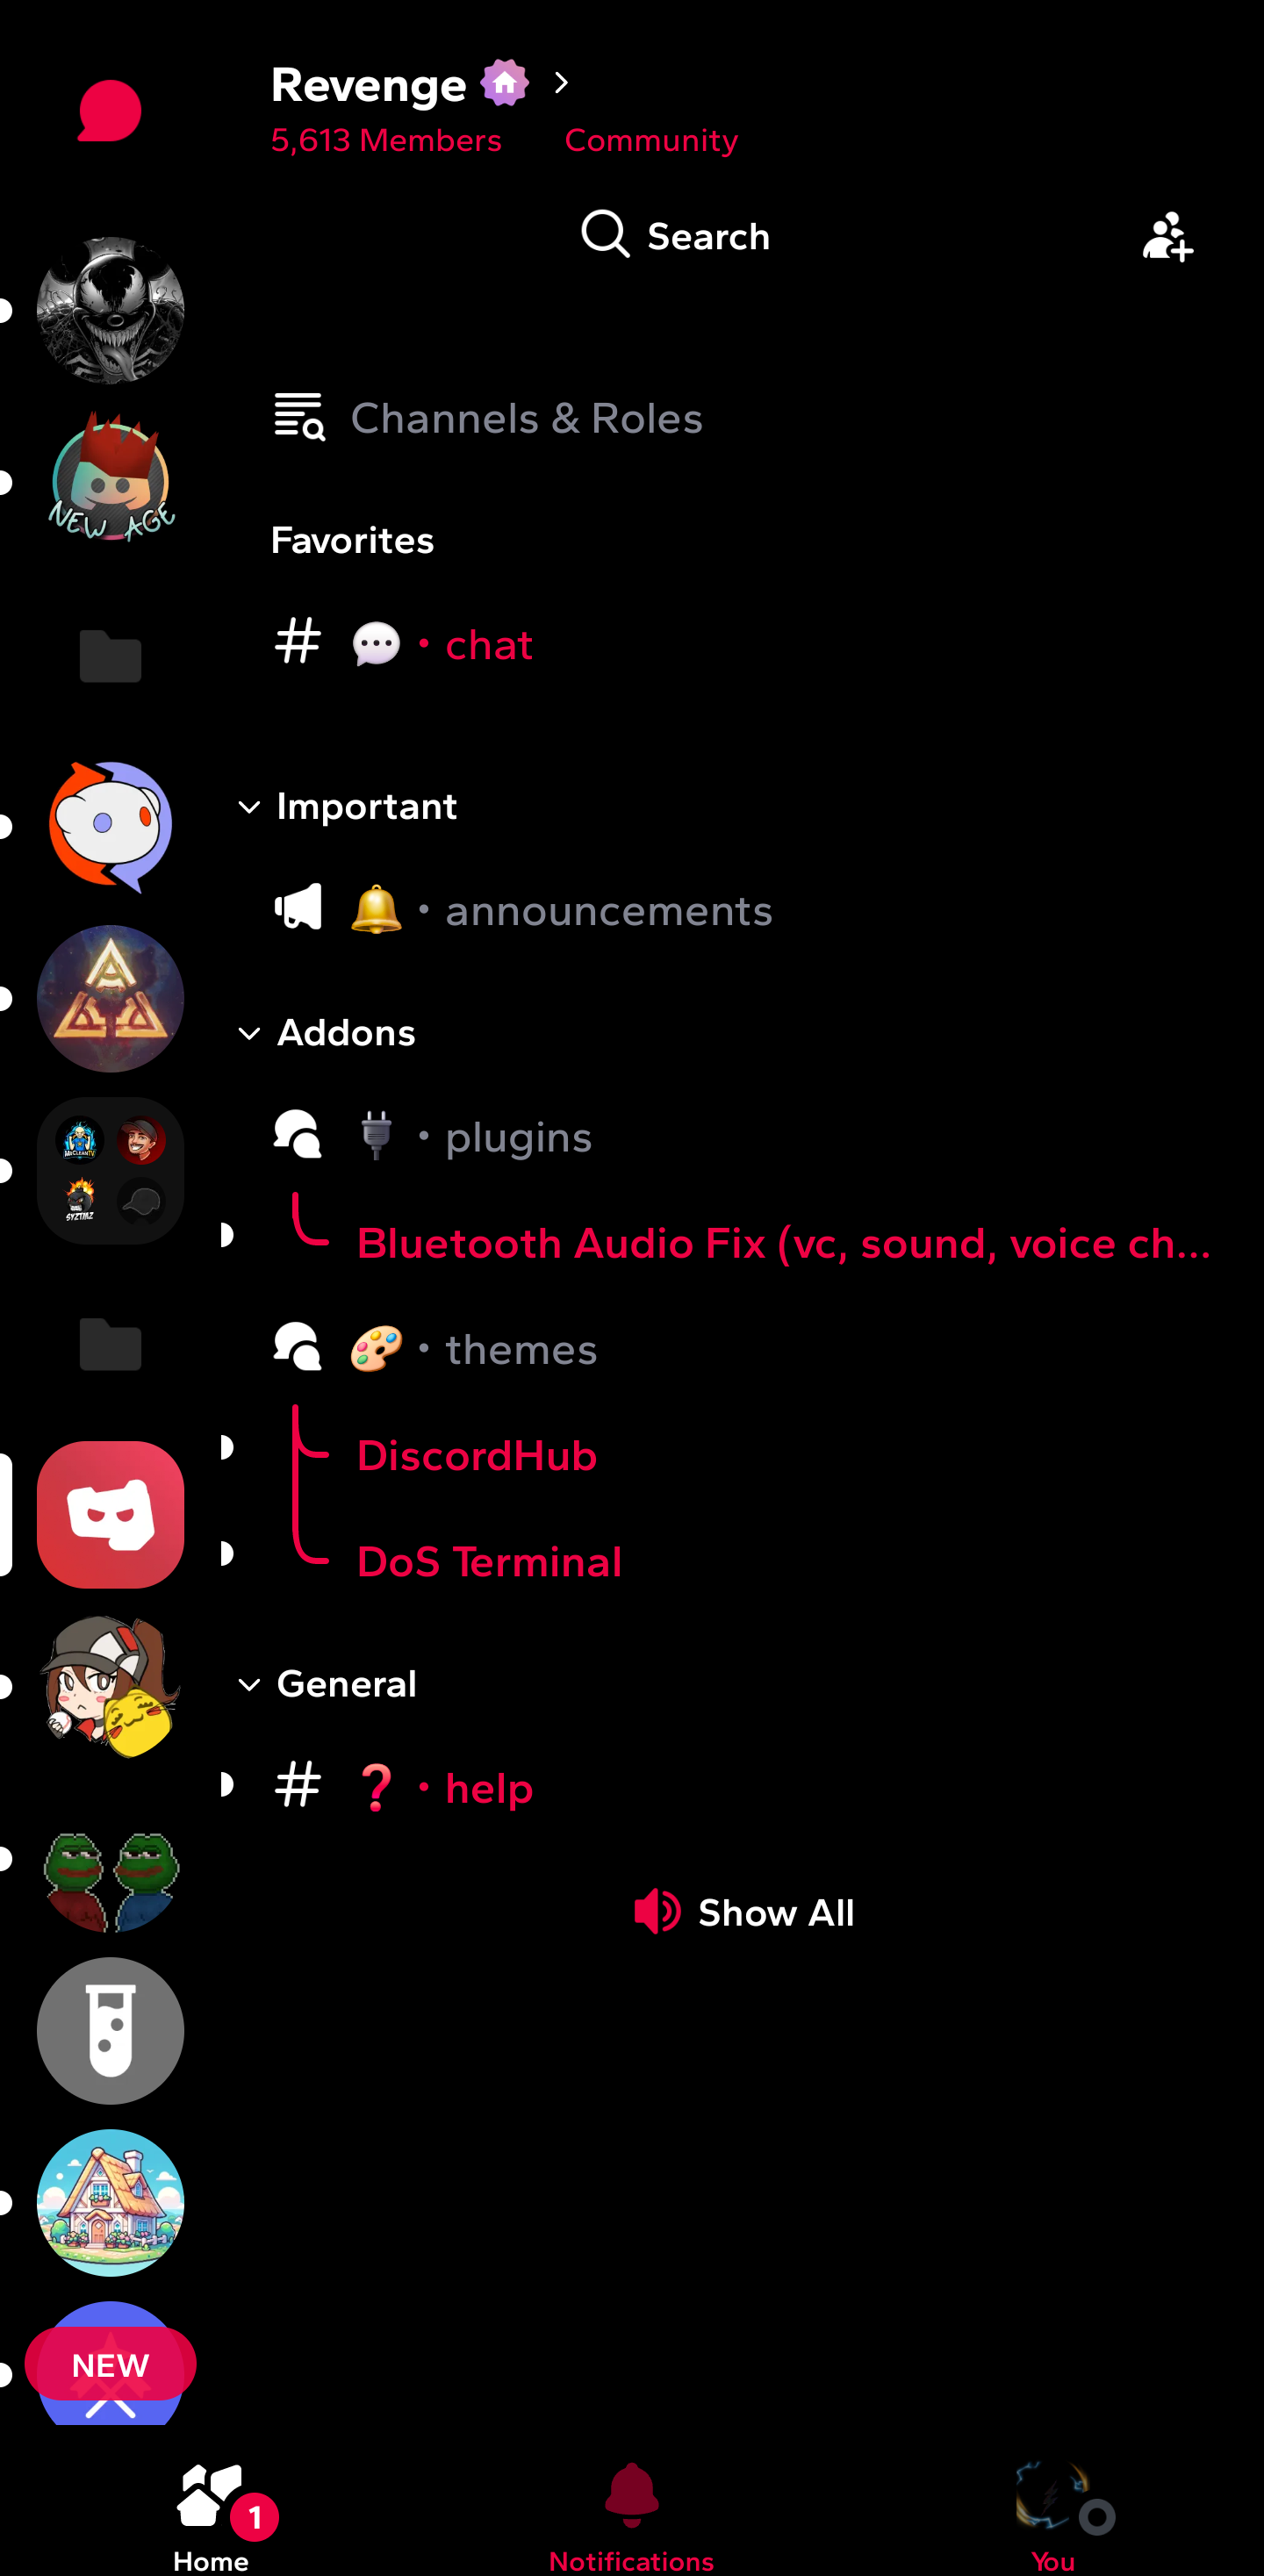 Revenge
5,613 Members Community
Search
Channels & Roles
Favorites
💬・chat
Important
🔔・announcements
Addons
🔌・plugins
Bluetooth Audio Fix (vc, sound, voice ch...
🎨・themes
DiscordHub
DoS Terminal
General
❓・help
Show All
NEW AGE
SYZTMZ
NEW
1
Home Notifications You